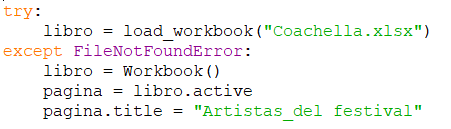 try:
    libro = load_workbook("Coachella.xlsx")
except FileNotFoundError:
    libro = Workbook()
    pagina = libro.active
    pagina.title = "Artistas_del festival"